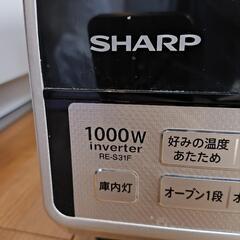 SHARP
1000W
inverter
RE-S31F
好みの温度
あたため
庫内灯
オープン1段